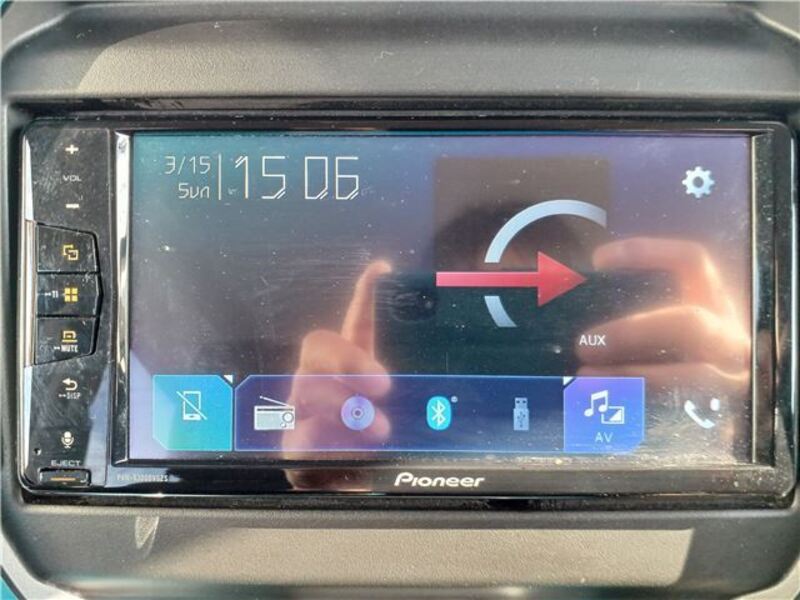 VOL
MUTE
DISP
EJECT
3/15
Sun
15 06
AUX
AV
Pioneer